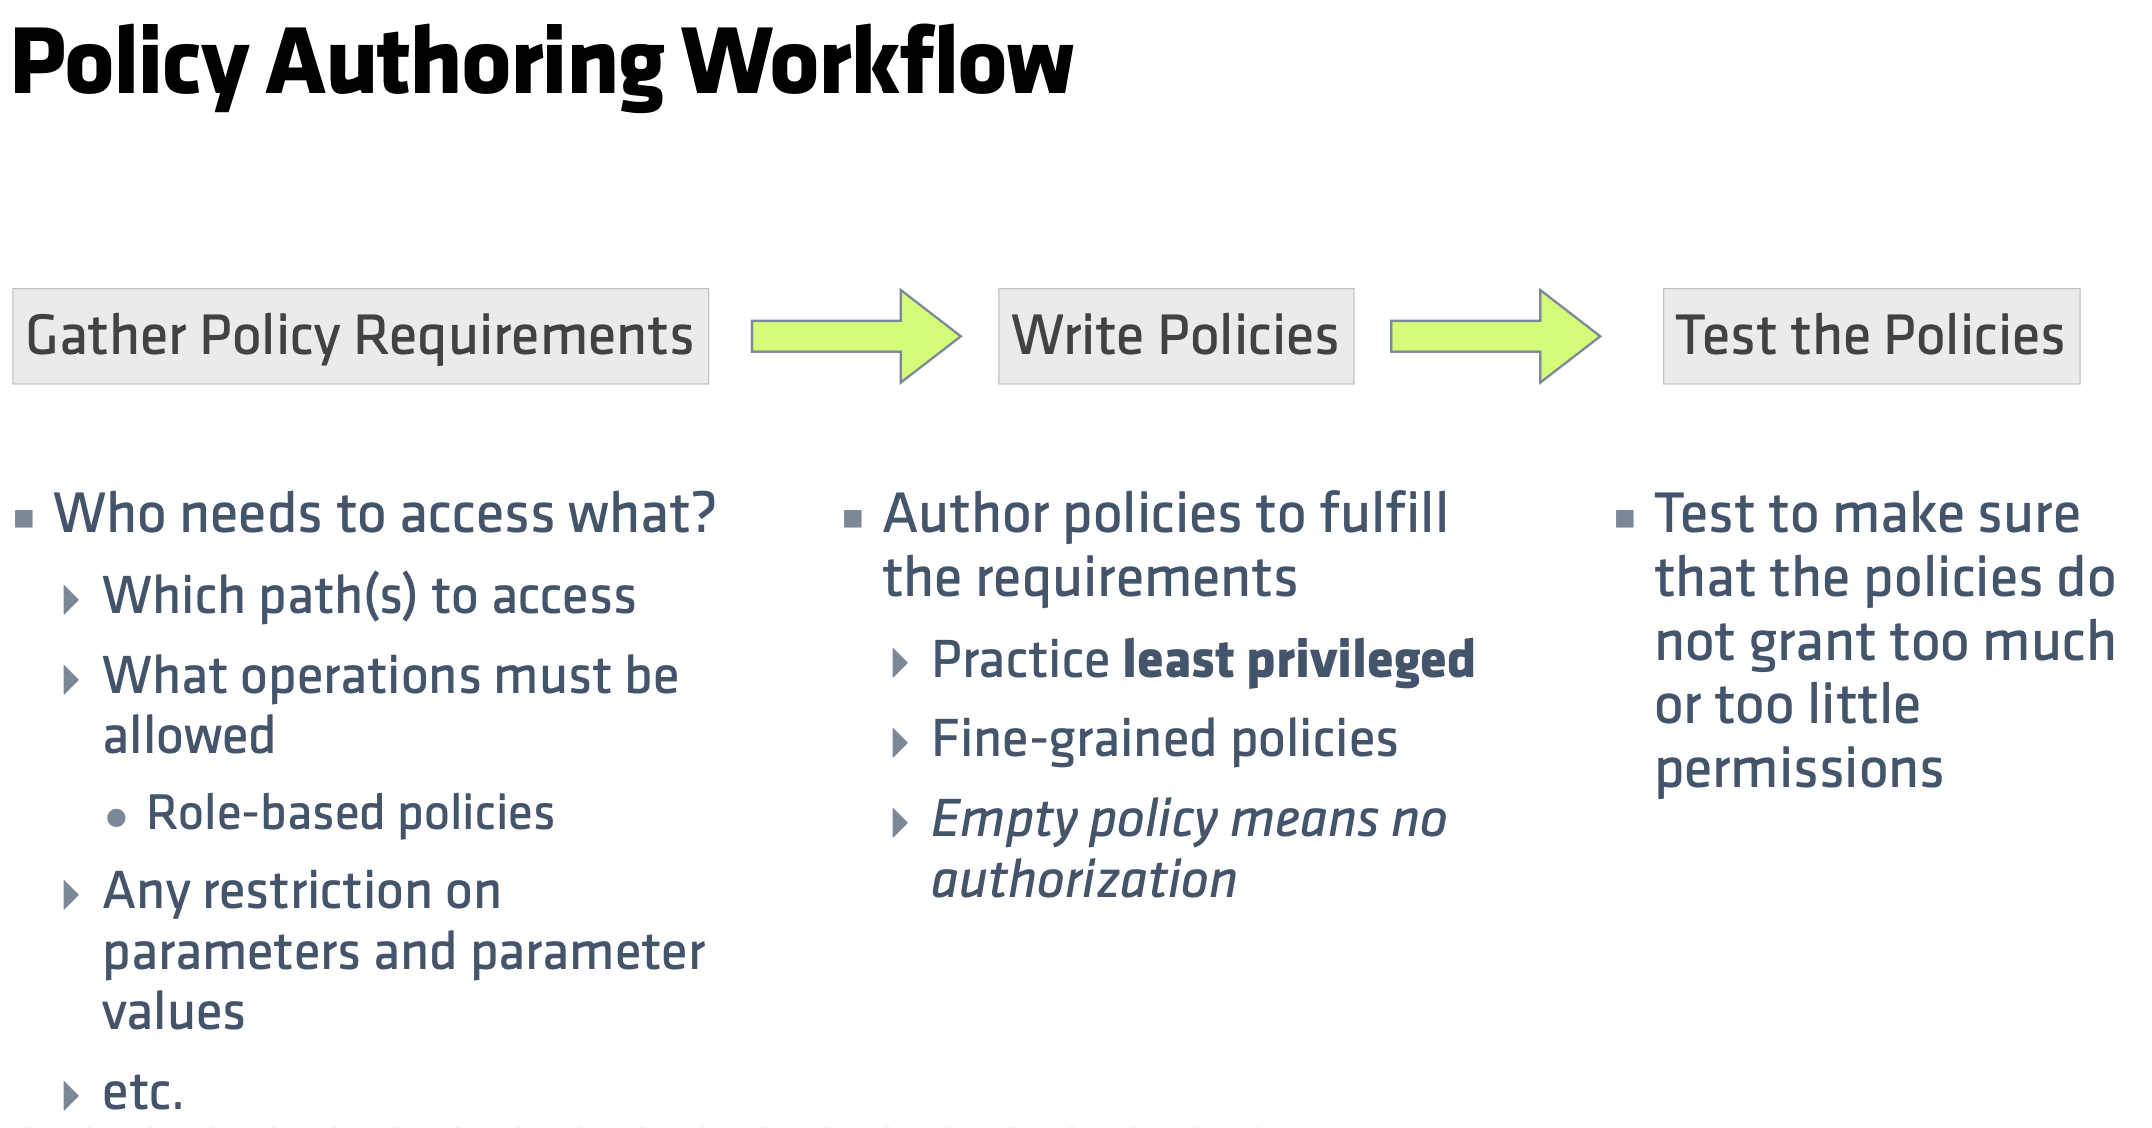 Policy Authoring Workflow
Gather Policy Requirements
Write Policies
Test the Policies
Who needs to access what?
Which path(s) to access
What operations must be
allowed
Role-based policies
Any restriction on
parameters and parameter
values
etc.
Author policies to fulfill
the requirements
Practice least privileged
Fine-grained policies
Empty policy means no
authorization
Test to make sure
that the policies do
not grant too much
or too little
permissions